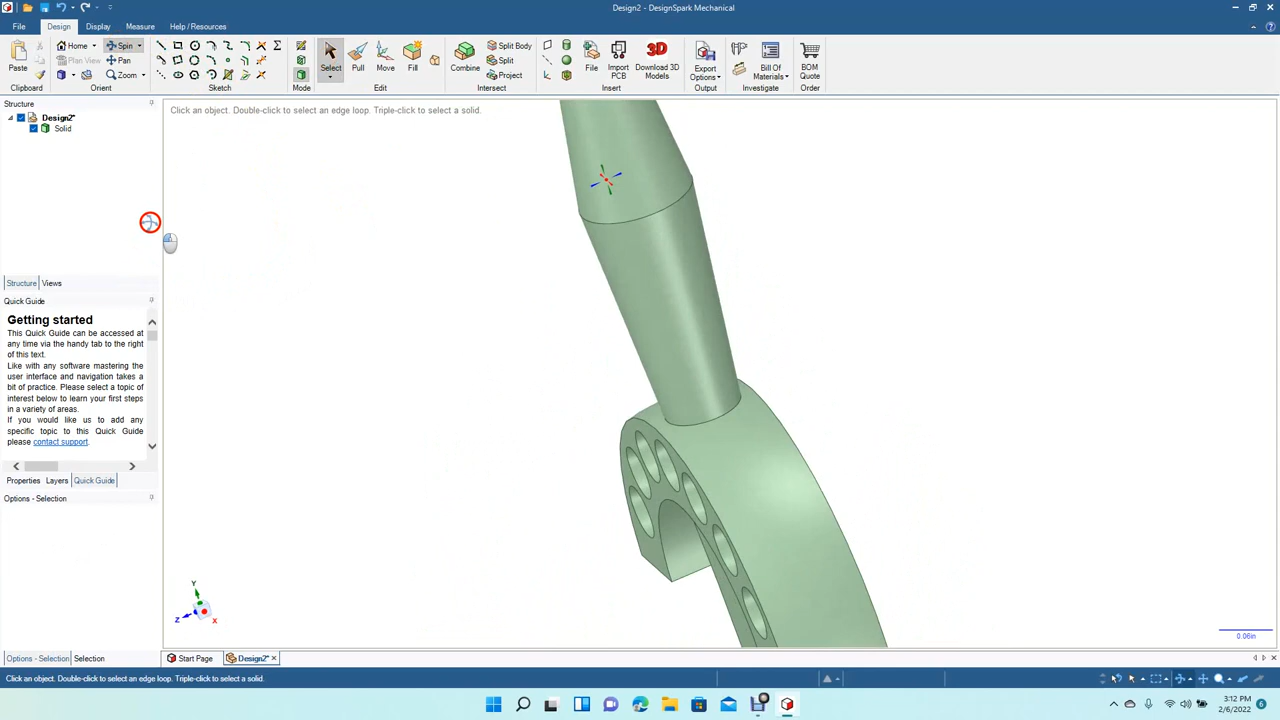 Design2 - DesignSpark Mechanical
File Design Display Measure Help / Resources
Paste Home Spin Plan View Pan Zoom Select Pull Move Fill Combine Split Body Split Project File Import PCB Download 3D Models 3D Export Options Bill Of Materials BOM Quote
Clipboard Orient Sketch Mode Edit Intersect Insert Output Investigate Order
Structure
Click an object. Double-click to select an edge loop. Triple-click to select a solid.
Design2*
Solid
Structure Views
Quick Guide
Getting started
This Quick Guide can be accessed at
any time via the handy tab to the right
of this text.
Like with any software mastering the
user interface and navigation takes a
bit of practice. Please select a topic of
interest below to learn your first steps
in a variety of areas.
If you would like us to add any
specific topic to this Quick Guide
please contact support.
Properties Layers Quick Guide
Options - Selection
Y
Z
X
0.06in
Options - Selection Selection Start Page Design2*
Click an object. Double-click to select an edge loop. Triple-click to select a solid.
3:12 PM
2/6/2022